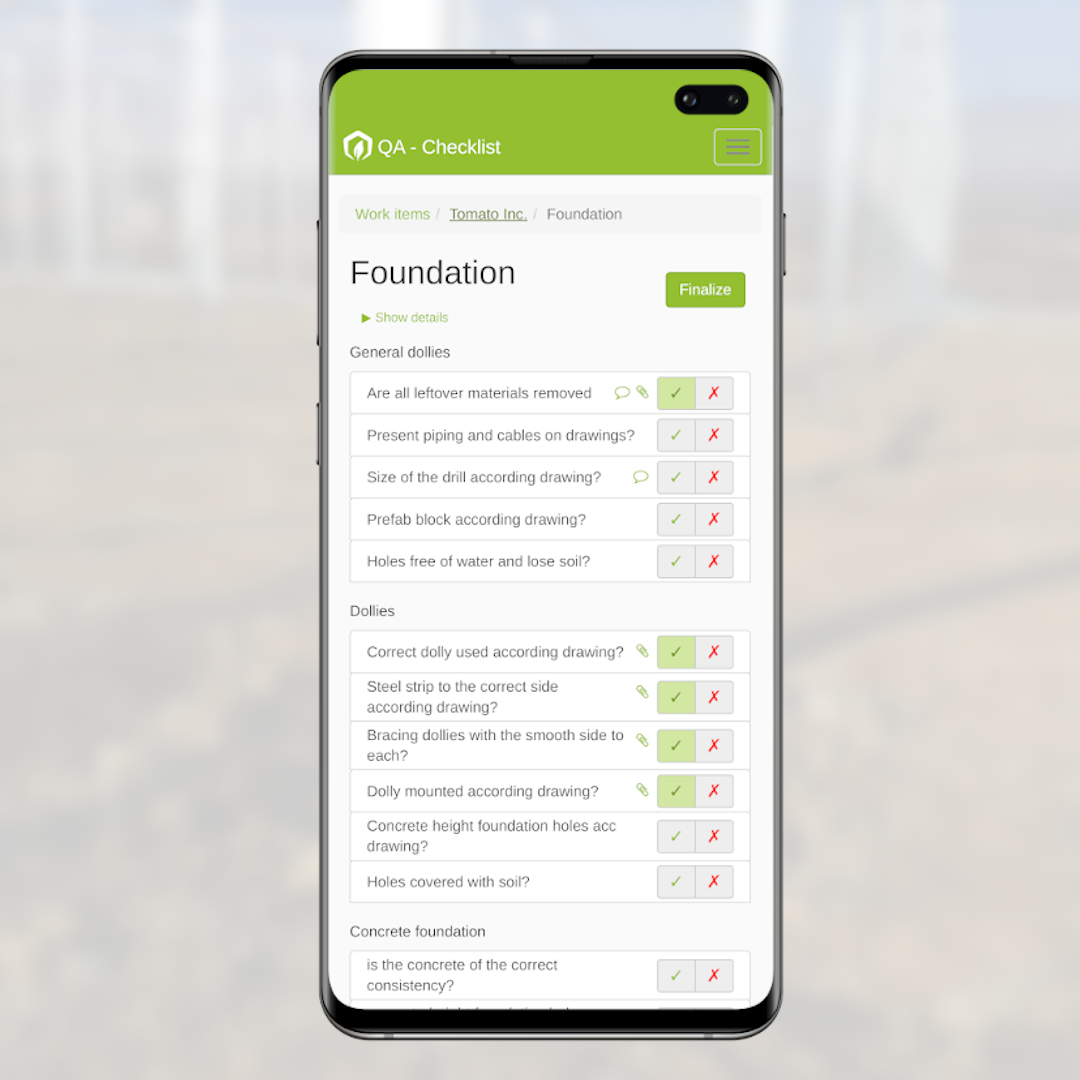 QA - Checklist
Work items / Tomato Inc. / Foundation
Foundation
Finalize
▶ Show details
General dollies
Are all leftover materials removed
Present piping and cables on drawings?
Size of the drill according drawing?
Prefab block according drawing?
Holes free of water and lose soil?
Dollies
Correct dolly used according drawing?
Steel strip to the correct side
according drawing?
Bracing dollies with the smooth side to
each?
Dolly mounted according drawing?
Concrete height foundation holes acc
drawing?
Holes covered with soil?
Concrete foundation
is the concrete of the correct
consistency?